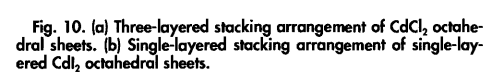 Fig. 10. (a) Three-layered stacking arrangement of CdCl₂ octahe-
dral sheets. (b) Single-layered stacking arrangement of single-lay-
ered CdI₂ octahedral sheets.